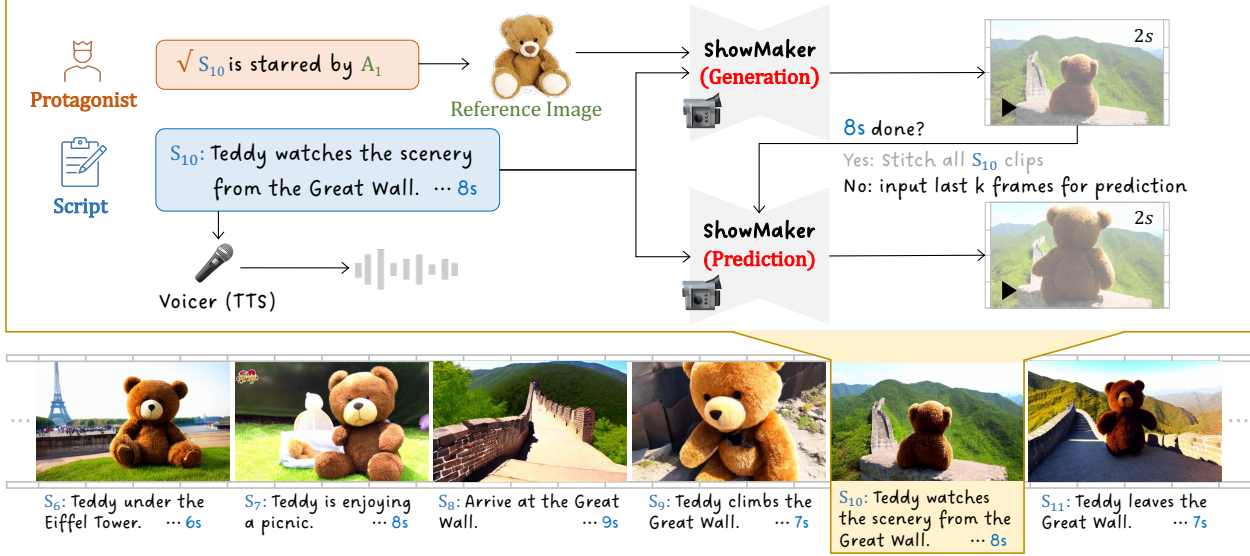 Protagonist
√ S10 is starred by A1
Reference Image
Script
S10: Teddy watches the scenery
from the Great Wall. ··· 8s
Voicer (TTS)
ShowMaker
(Generation)
2s
8s done?
Yes: Stitch all S10 clips
No: input last k frames for prediction
ShowMaker
(Prediction)
2s
···
S6: Teddy under the
Eiffel Tower. ··· 6s
S7: Teddy is enjoying
a picnic. ··· 8s
S8: Arrive at the Great
Wall. ··· 9s
S9: Teddy climbs the
Great Wall. ··· 7s
S10: Teddy watches
the scenery from the
Great Wall. ··· 8s
S11: Teddy leaves the
Great Wall. ··· 7s
···